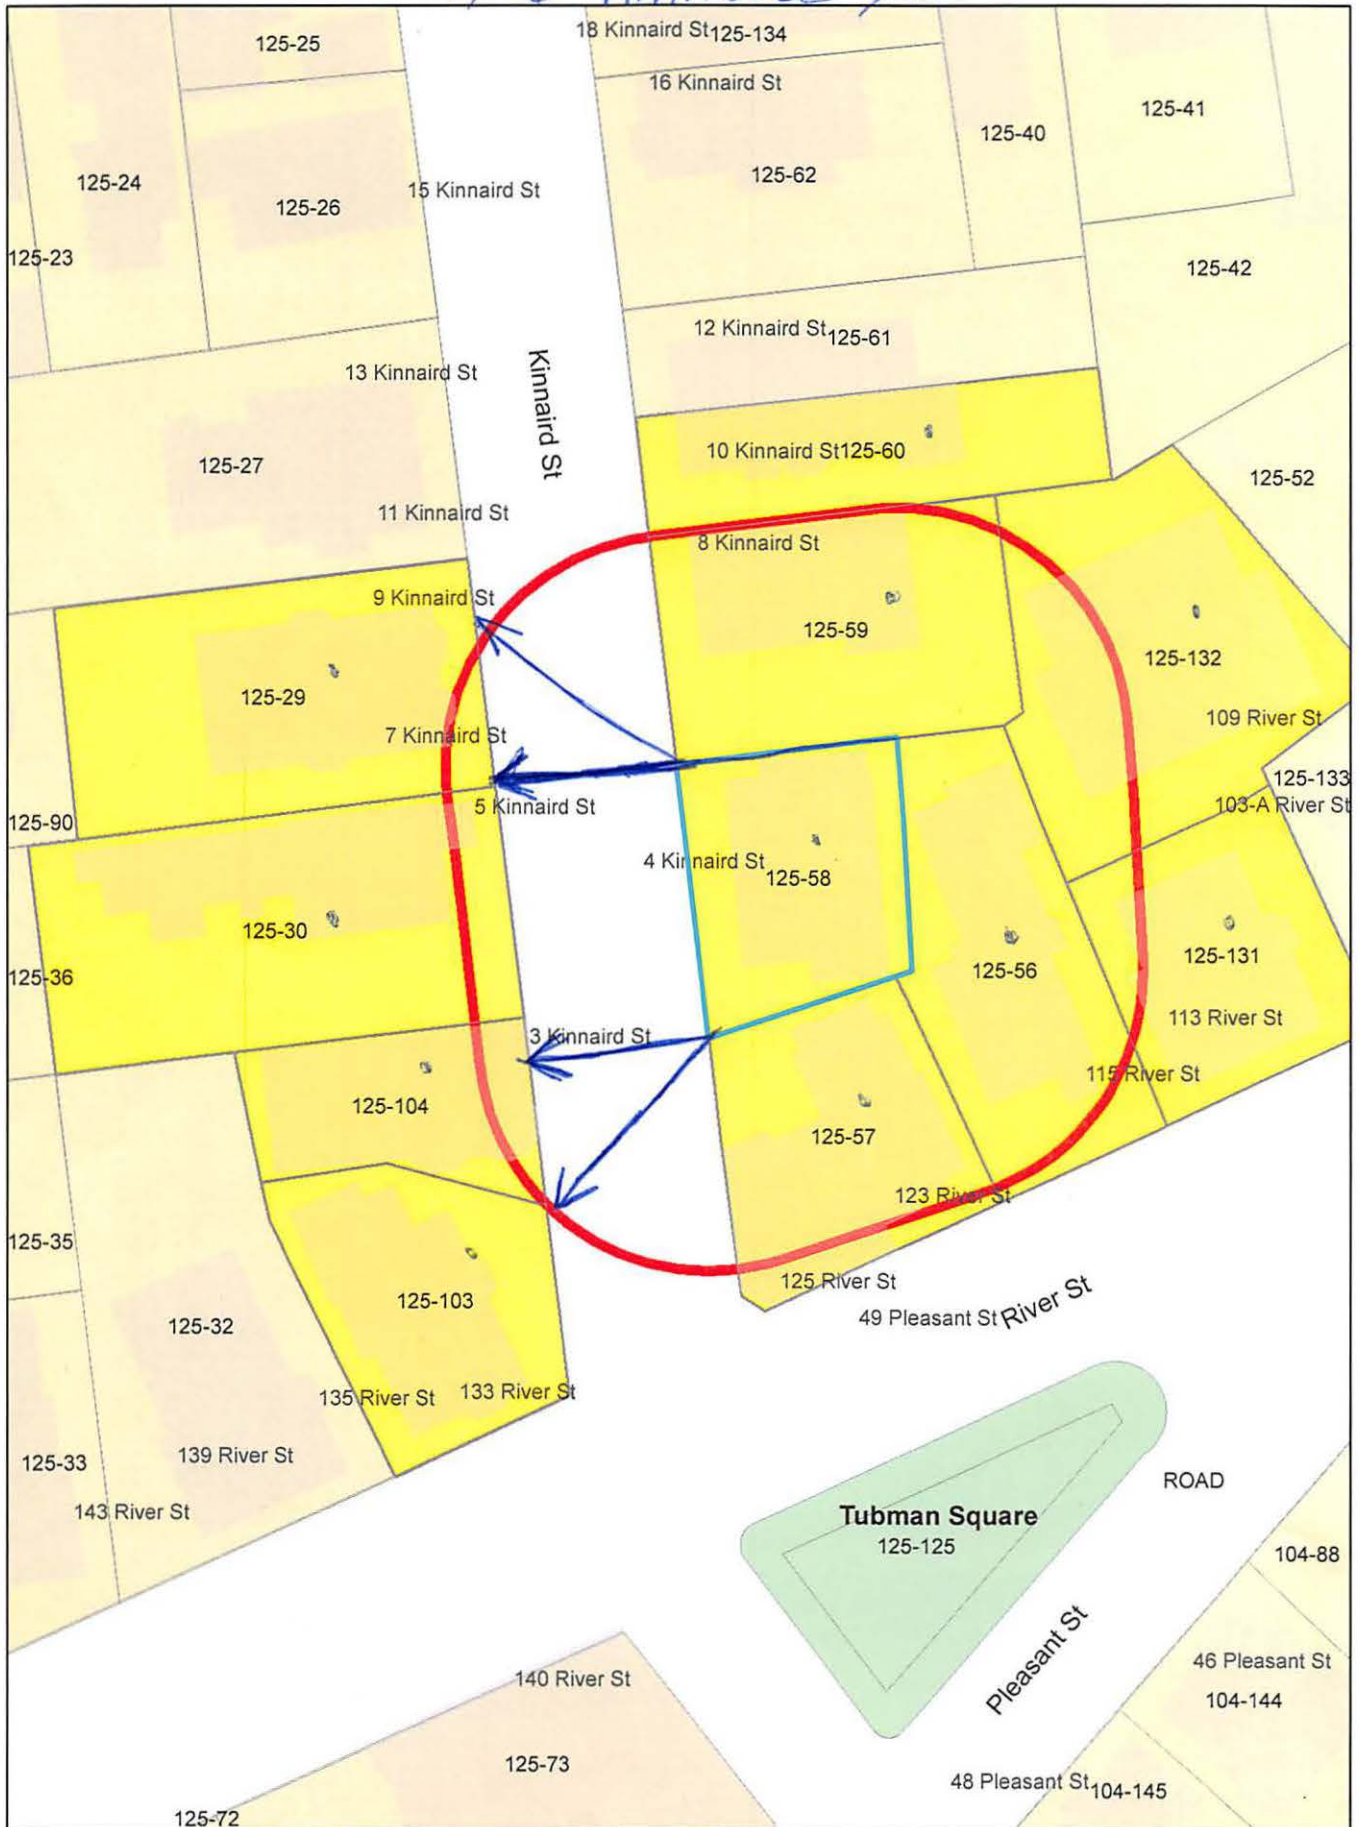 18 Kinnaird St 125-134
125-25
16 Kinnaird St
125-41
125-40
125-62
125-24
15 Kinnaird St
125-26
125-23
125-42
12 Kinnaird St 125-61
13 Kinnaird St
Kinnaird St
10 Kinnaird St 125-60
125-27
125-52
11 Kinnaird St
8 Kinnaird St
9 Kinnaird St
125-59
125-132
125-29
109 River St
7 Kinnaird St
125-133
5 Kinnaird St
103-A River St
125-90
4 Kinnaird St
125-58
125-30
125-56
125-131
125-36
113 River St
3 Kinnaird St
115 River St
125-104
125-57
123 River St
125-35
125 River St
125-103
49 Pleasant St River St
125-32
135 River St
133 River St
139 River St
125-33
ROAD
143 River St
Tubman Square
125-125
104-88
Pleasant St
46 Pleasant St
140 River St
104-144
125-73
48 Pleasant St 104-145
125-72